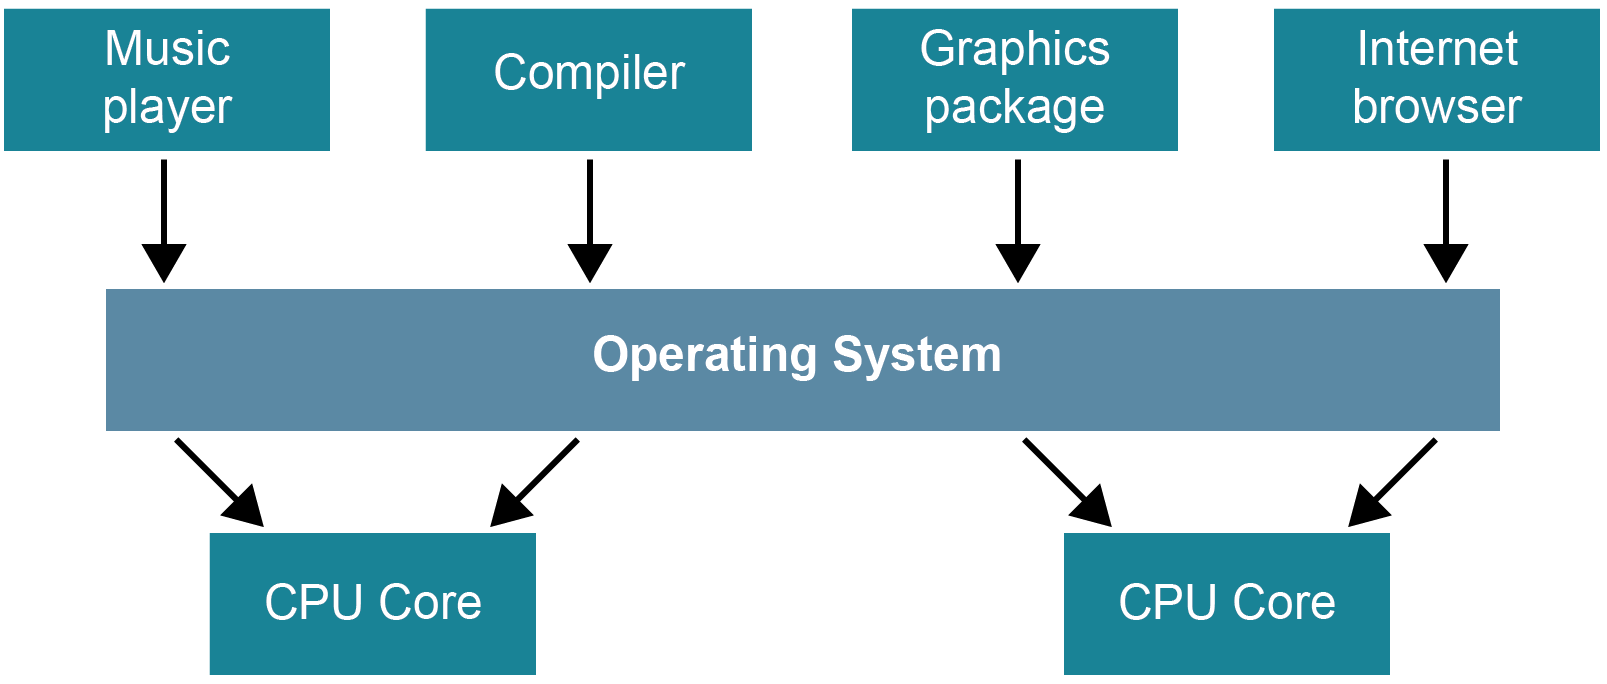 Music
player
Compiler
Graphics
package
Internet
browser
Operating System
CPU Core
CPU Core